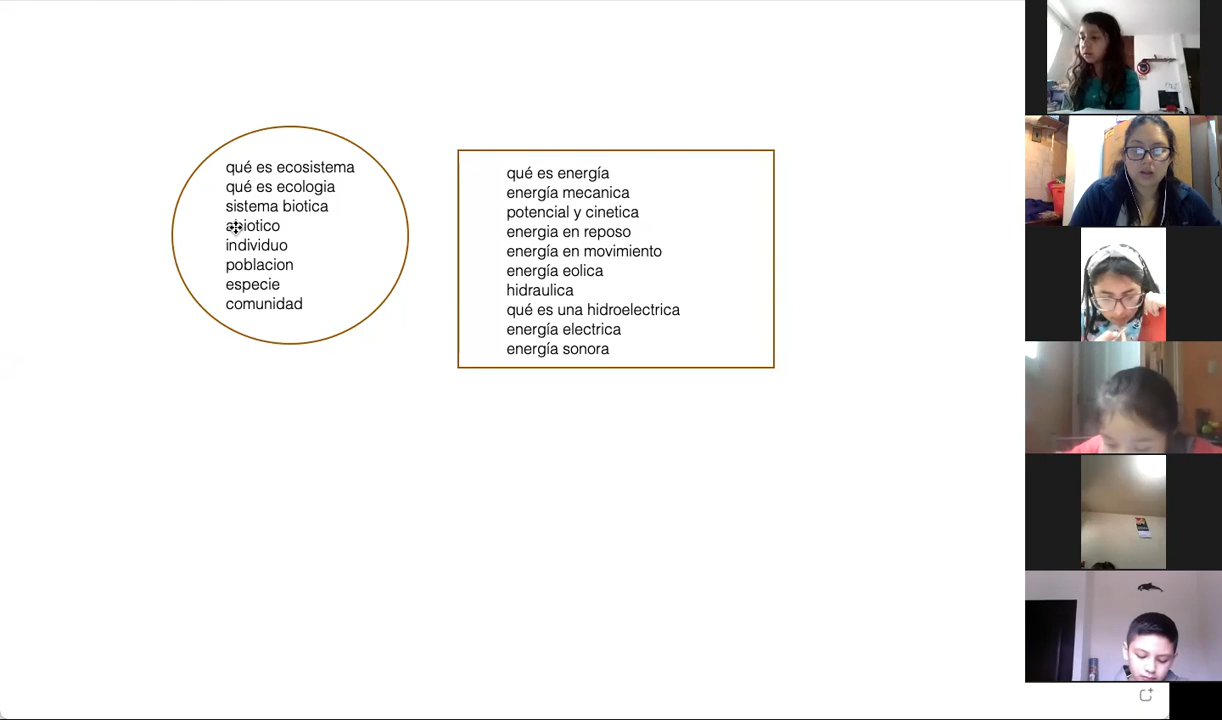 qué es ecosistema
qué es ecologia
sistema biotica
abiotico
individuo
poblacion
especie
comunidad
qué es energía
energía mecanica
potencial y cinetica
energia en reposo
energía en movimiento
energía eolica
hidraulica
qué es una hidroelectrica
energía electrica
energía sonora